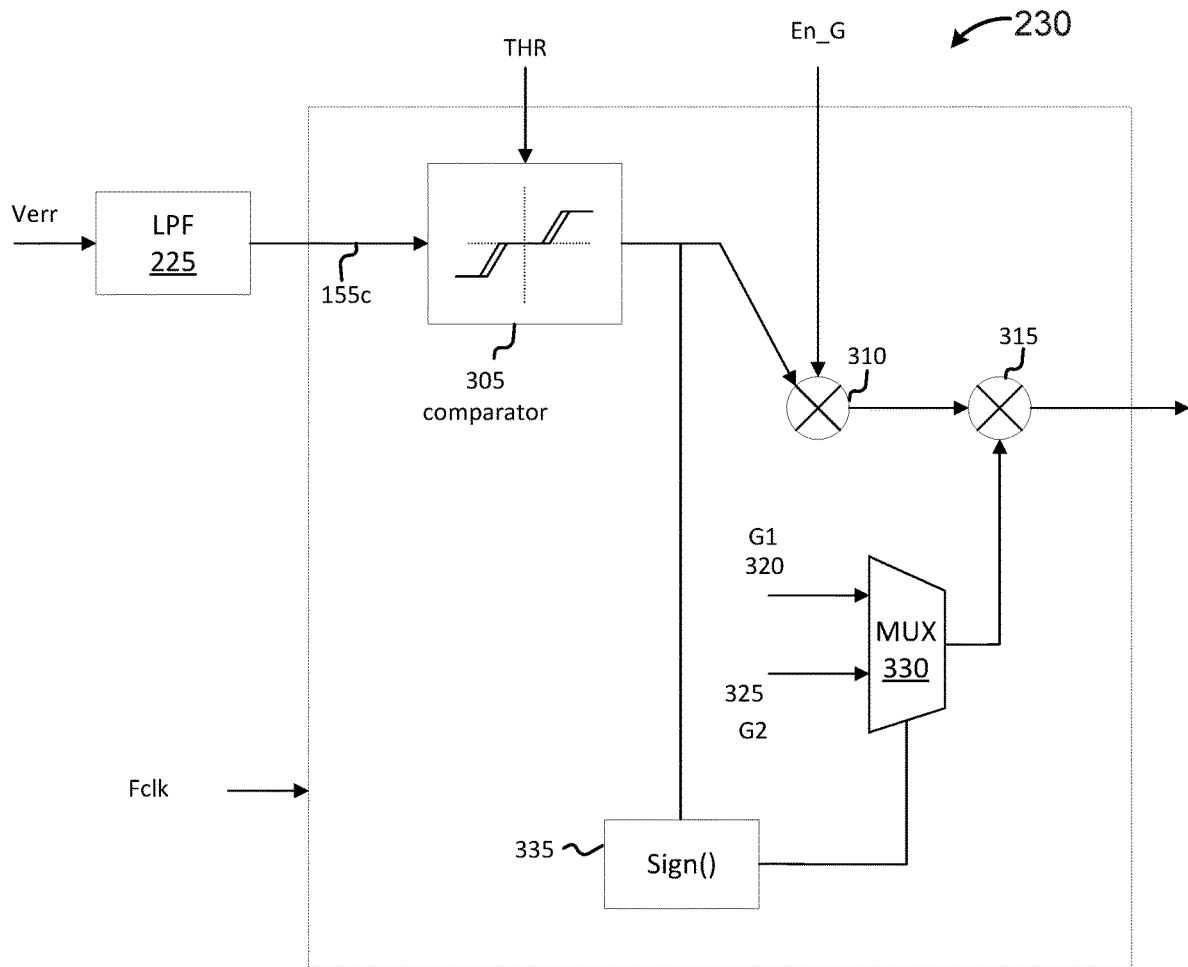 230
En_G
THR
Verr
LPF
225
155c
305
comparator
310
315
G1
320
MUX
330
325
G2
Fclk
335
Sign()